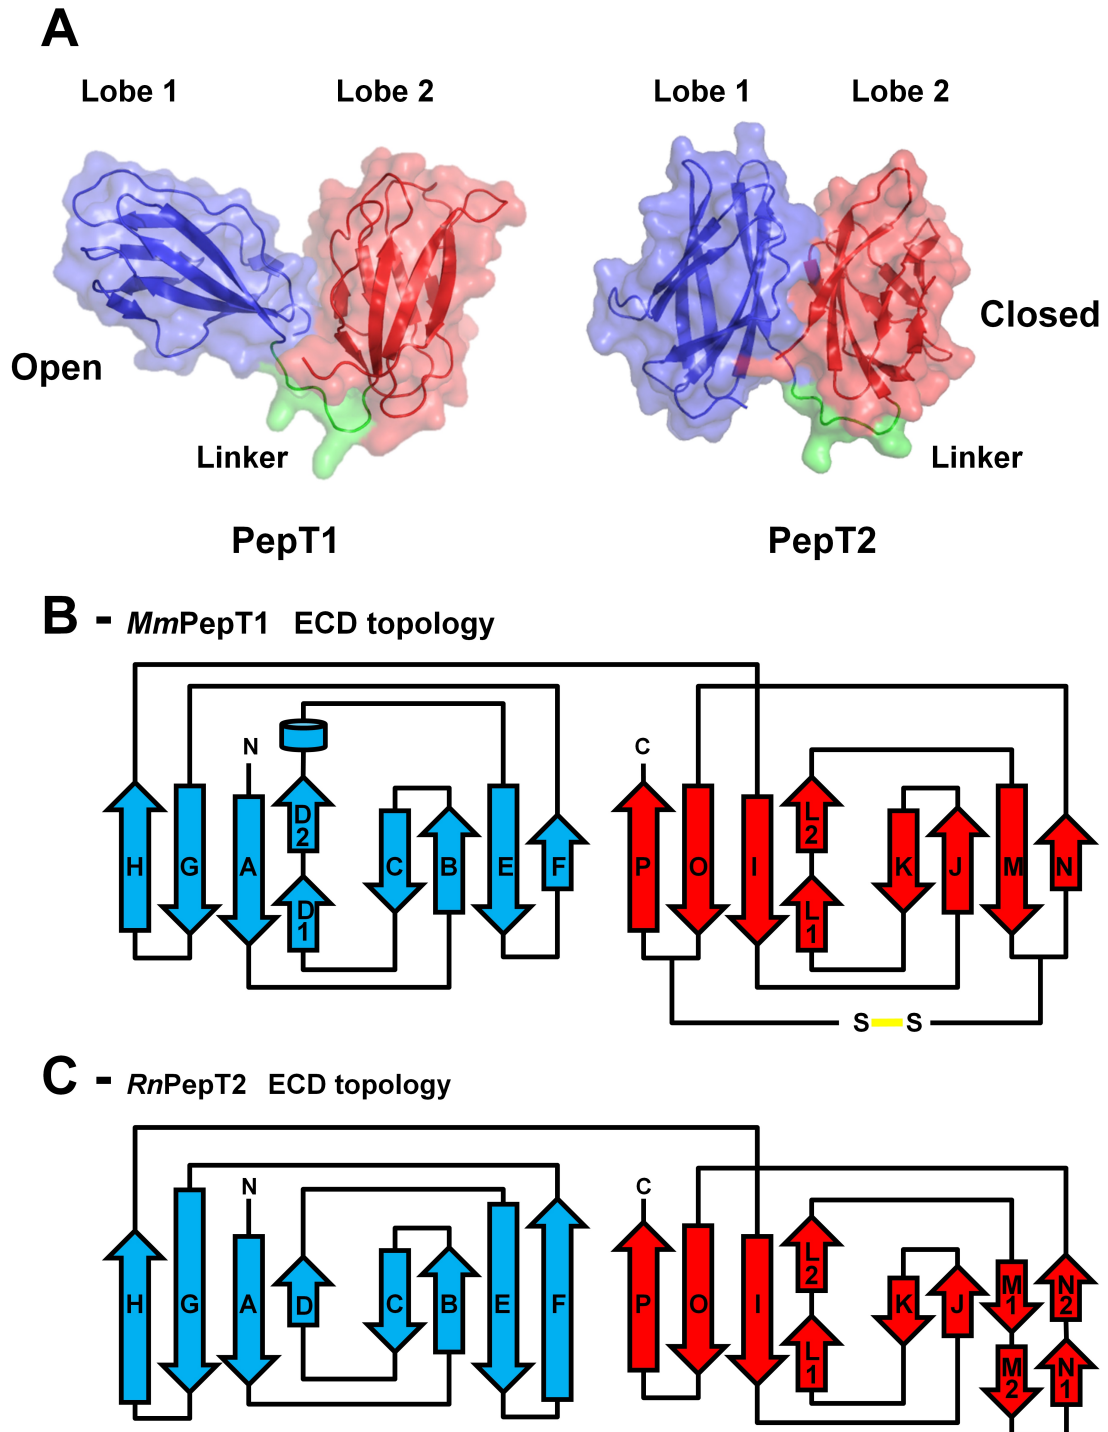 A
Lobe 1 Lobe 2 Lobe 1 Lobe 2
Open Closed
Linker Linker
PepT1 PepT2
B - MmPepT1 ECD topology
N C
H G A D2 D1 C B E F P O I L2 L1 K J M N
S S
C - RnPepT2 ECD topology
N C
H G A D C B E F P O I L2 L1 K J M1 M2 N2 N1